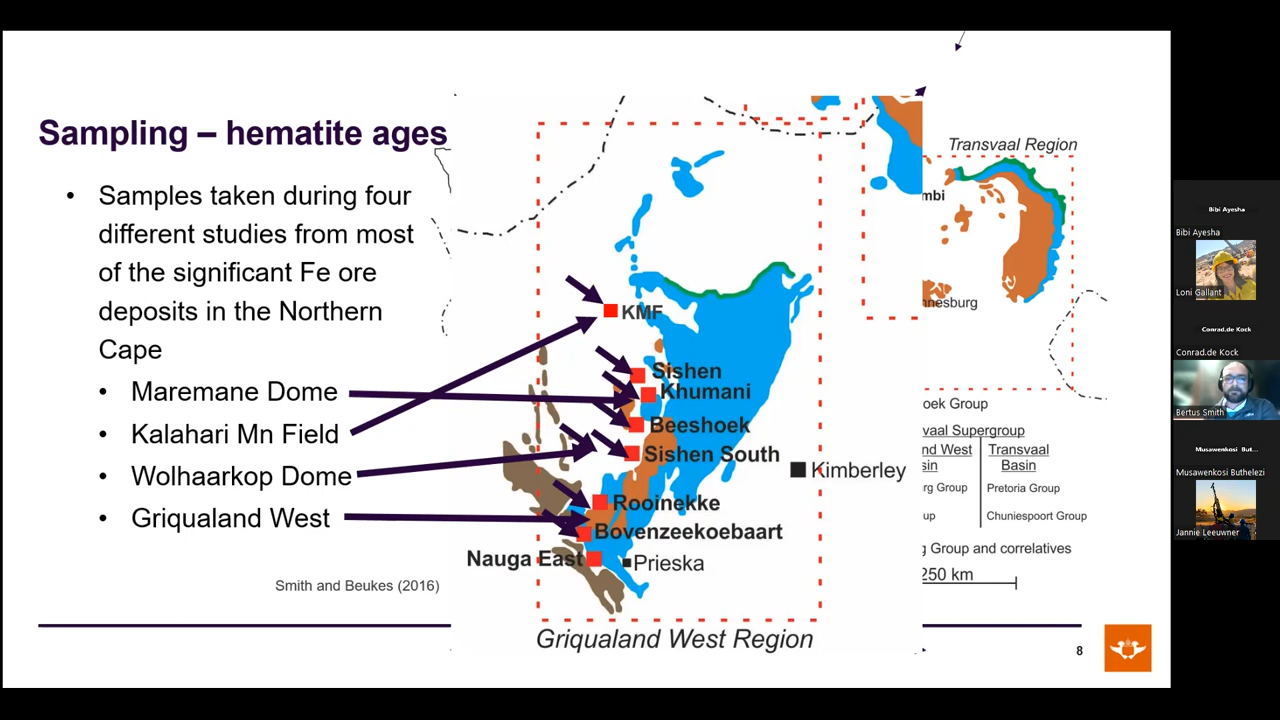 Sampling – hematite ages
• Samples taken during four
different studies from most
of the significant Fe ore
deposits in the Northern
Cape
• Maremane Dome
• Kalahari Mn Field
• Wolhaarkop Dome
• Griqualand West
Smith and Beukes (2016)
KMF
Sishen
Khumani
Beeshoek
Sishen South
Kimberley
Rooinekke
Bovenzeekoebaart
Nauga East
Prieska
Griqualand West Region
Transvaal Region
mbi
nnesburg
oek Group
vaal Supergroup
nd West Transvaal
sin Basin
rg Group Pretoria Group
up Chuniespoort Group
g Group and correlatives
250 km
8
Bibi Ayesha
Bibi Ayesha
Loni Gallant
Conrad.de Kock
Conrad.de Kock
Bertus Smith
Musawenkosi But...
Musawenkosi Buthelezi
Jannie Leeuwner